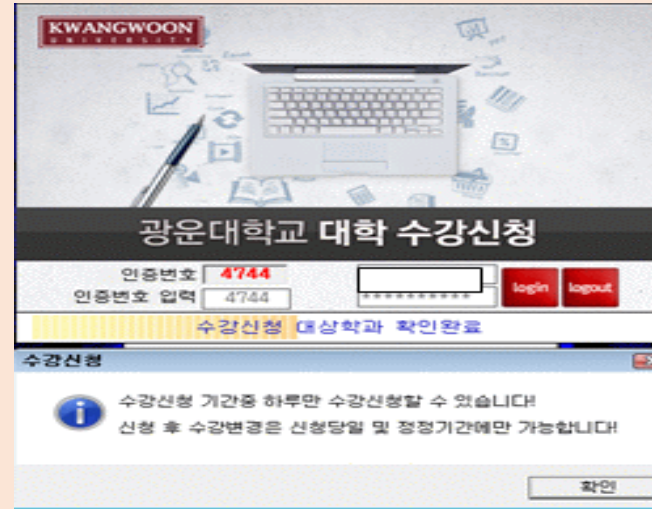 KWANGWOON
UNIVERSITY
광운대학교 대학 수강신청
인증번호 4744
인증번호 입력 4744
**********
login logout
수강신청 대상학과 확인완료
수강신청
수강신청 기간중 하루만 수강신청할 수 있습니다!
신청 후 수강변경은 신청당일 및 정정기간에만 가능합니다!
확인